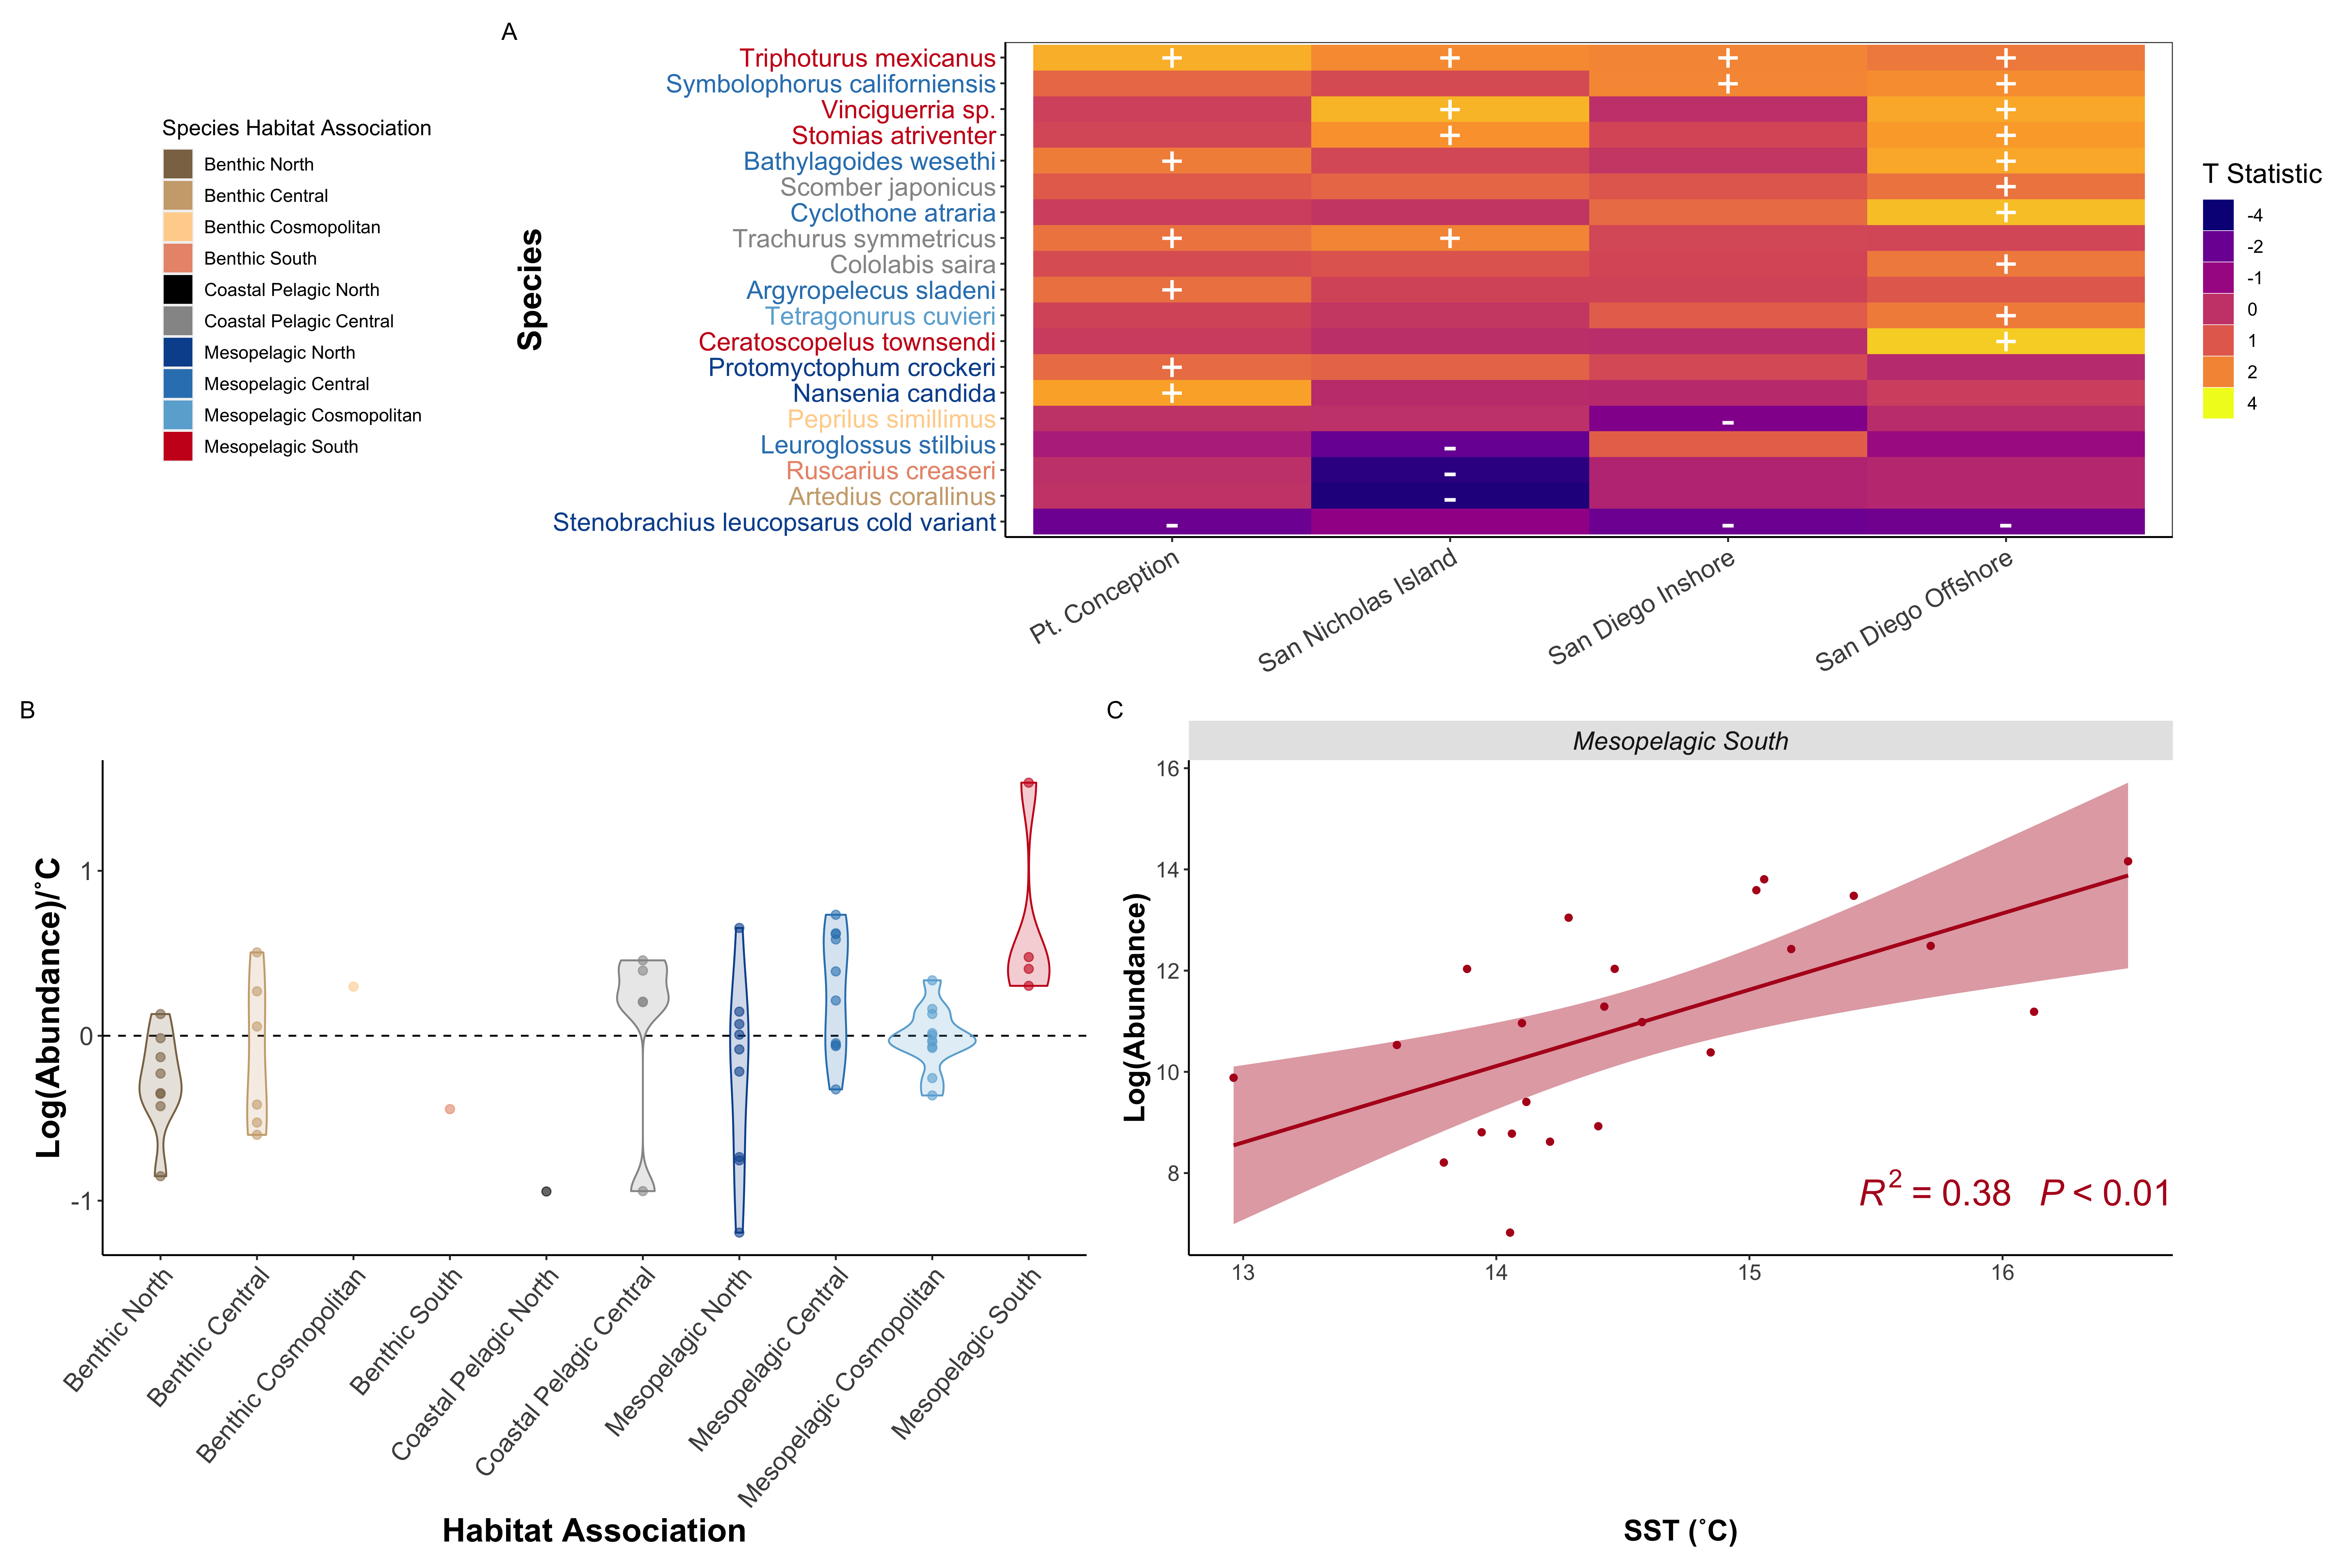 A
Species Habitat Association
Benthic North
Benthic Central
Benthic Cosmopolitan
Benthic South
Coastal Pelagic North
Coastal Pelagic Central
Mesopelagic North
Mesopelagic Central
Mesopelagic Cosmopolitan
Mesopelagic South
Species
Triphoturus mexicanus + + + +
Symbolophorus californiensis + +
Vinciguerria sp. + +
Stomias atriventer + +
Bathylagoides wesethi + +
Scomber japonicus +
Cyclothone atraria +
Trachurus symmetricus + +
Cololabis saira +
Argyropelecus sladeni +
Tetragonurus cuvieri +
Ceratoscopelus townsendi +
Protomyctophum crockeri +
Nansenia candida +
Peprilus simillimus -
Leuroglossus stilbius -
Ruscarius creaseri -
Artedius corallinus -
Stenobrachius leucopsarus cold variant - - -
Pt. Conception
San Nicholas Island
San Diego Inshore
San Diego Offshore
T Statistic
-4
-2
-1
0
1
2
4
B
Log(Abundance)/˚C
1
0
-1
Benthic North
Benthic Central
Benthic Cosmopolitan
Benthic South
Coastal Pelagic North
Coastal Pelagic Central
Mesopelagic North
Mesopelagic Central
Mesopelagic Cosmopolitan
Mesopelagic South
Habitat Association
C
Mesopelagic South
Log(Abundance)
16
14
12
10
8
R² = 0.38 P < 0.01
13 14 15 16
SST (˚C)